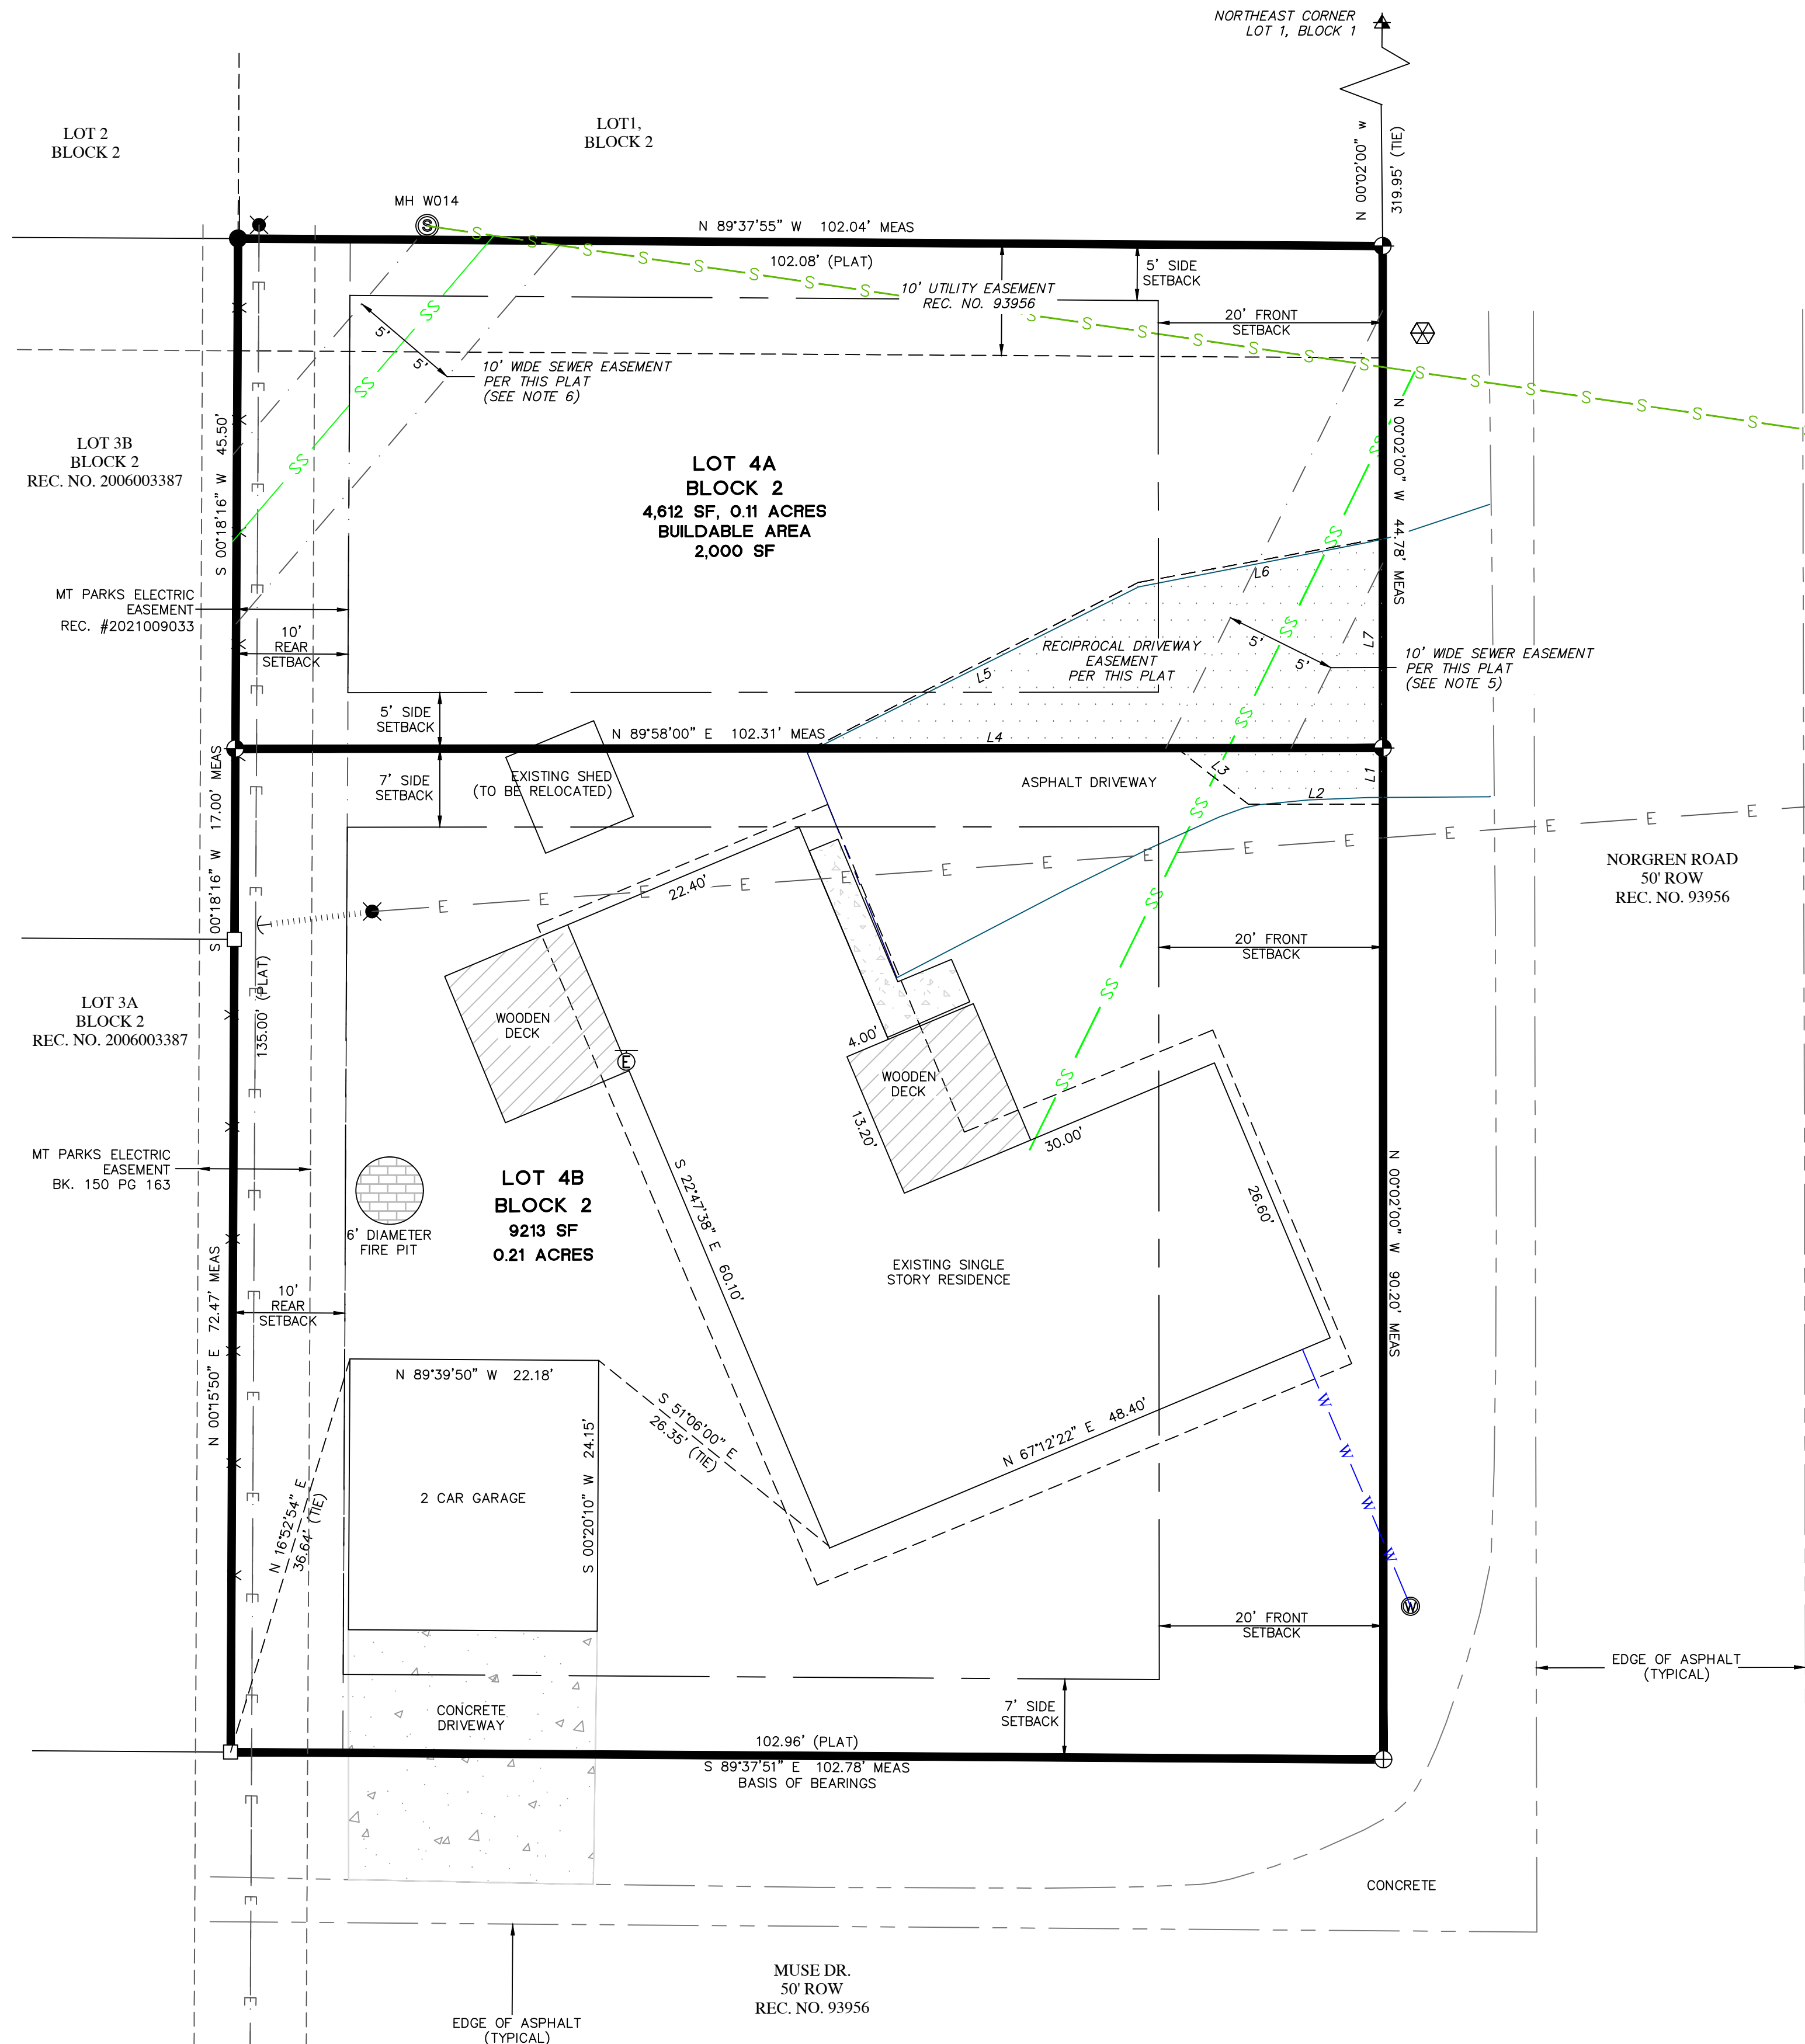 NORTHEAST CORNER
LOT 1, BLOCK 1
N 00°02'00" W
319.95' (TIE)
LOT 2
BLOCK 2
LOT1,
BLOCK 2
MH W014
S
N 89°37'55" W 102.04' MEAS
102.08' (PLAT)
5' SIDE
SETBACK
10' UTILITY EASEMENT
REC. NO. 93956
20' FRONT
SETBACK
5'
5'
10' WIDE SEWER EASEMENT
PER THIS PLAT
(SEE NOTE 6)
S 00°18'16" W 45.50'
N 00°02'00" W 44.78' MEAS
LOT 3B
BLOCK 2
REC. NO. 2006003387
LOT 4A
BLOCK 2
4,612 SF, 0.11 ACRES
BUILDABLE AREA
2,000 SF
L6
MT PARKS ELECTRIC
EASEMENT
REC. #2021009033
10'
REAR
SETBACK
RECIPROCAL DRIVEWAY
EASEMENT
PER THIS PLAT
L5
L7
5'
5'
10' WIDE SEWER EASEMENT
PER THIS PLAT
(SEE NOTE 5)
5' SIDE
SETBACK
N 89°58'00" E 102.31' MEAS
L4
7' SIDE
SETBACK
EXISTING SHED
(TO BE RELOCATED)
ASPHALT DRIVEWAY
L3
L1
L2
S 00°18'16" W 17.00' MEAS
135.00' (PLAT)
22.40'
NORGREN ROAD
50' ROW
REC. NO. 93956
20' FRONT
SETBACK
LOT 3A
BLOCK 2
REC. NO. 2006003387
WOODEN
DECK
E
4.00'
WOODEN
DECK
13.20'
30.00'
26.60'
MT PARKS ELECTRIC
EASEMENT
BK. 150 PG 163
6' DIAMETER
FIRE PIT
LOT 4B
BLOCK 2
9213 SF
0.21 ACRES
S 22°47'38" E 60.10'
EXISTING SINGLE
STORY RESIDENCE
N 00°02'00" W 90.20' MEAS
N 00°15'50" E 72.47' MEAS
10'
REAR
SETBACK
N 89°39'50" W 22.18'
S 51°06'00" E
26.35' (TIE)
N 67°12'22" E 48.40'
S 00°20'10" W 24.15'
2 CAR GARAGE
N 16°52'54" E
36.64' (TIE)
W
W
W
W
20' FRONT
SETBACK
EDGE OF ASPHALT
(TYPICAL)
CONCRETE
DRIVEWAY
7' SIDE
SETBACK
102.96' (PLAT)
S 89°37'51" E 102.78' MEAS
BASIS OF BEARINGS
CONCRETE
MUSE DR.
50' ROW
REC. NO. 93956
EDGE OF ASPHALT
(TYPICAL)